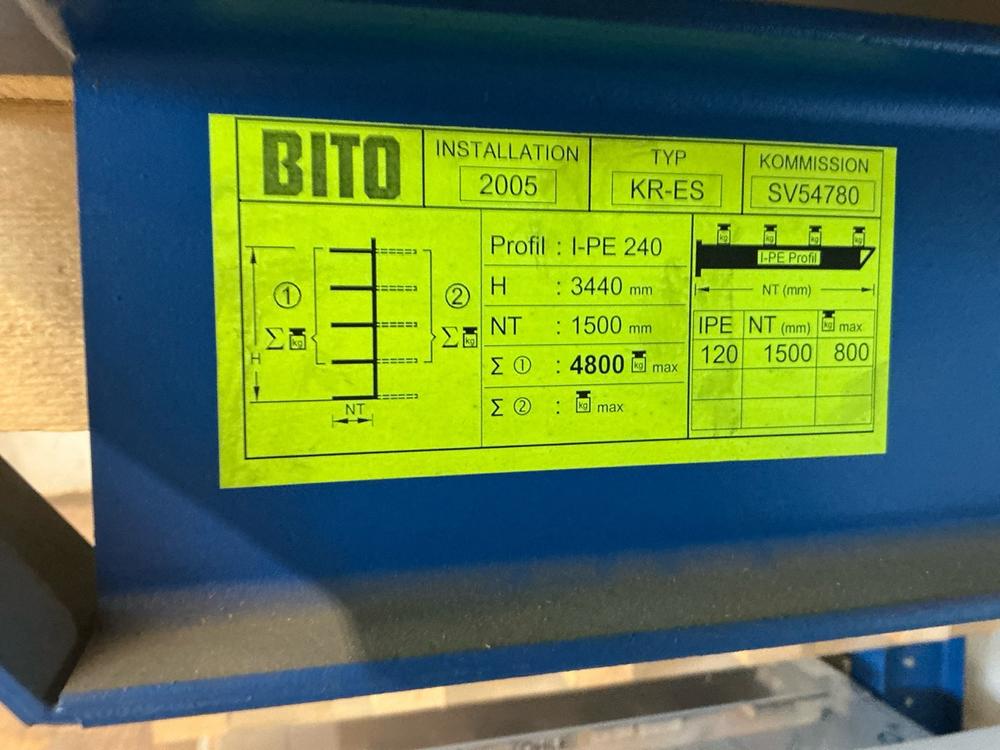 BITO
INSTALLATION
2005
TYP
KR-ES
KOMMISSION
SV54780
① Σ kg
② Σ kg
H
NT
Profil : I-PE 240
H : 3440 mm
NT : 1500 mm
Σ ① : 4800 kg max
Σ ② : kg max
kg kg kg kg
I-PE Profil
NT (mm)
IPE NT (mm) kg max
120 1500 800